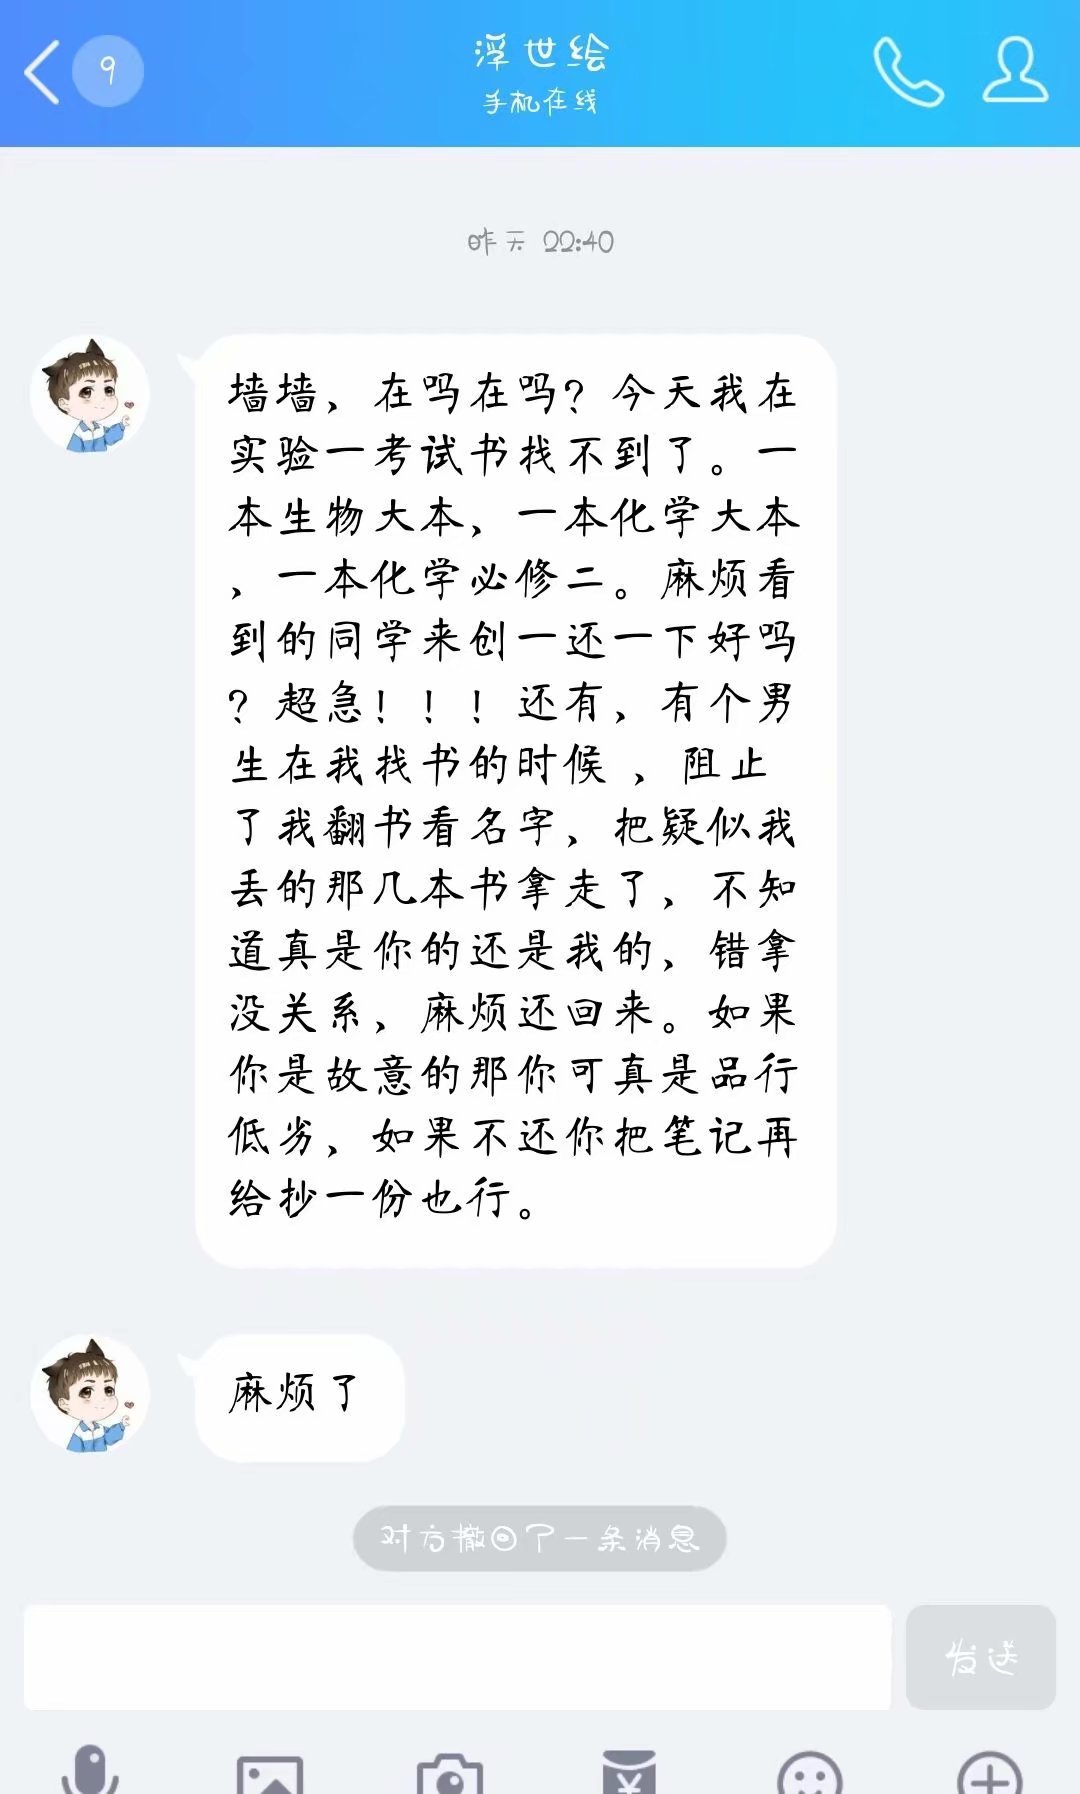 9
浮世绘
手机在线
昨天 22:40
墙墙、在吗在吗？今天我在
实验一考试书找不到了。一
本生物大本，一本化学大本
，一本化学必修二。麻烦看
到的同学来创一还一下好吗
？超急！！！还有，有个男
生在我找书的时候 ，阻止
了我翻书看名字，把疑似我
丢的那几本书拿走了，不知
道真是你的还是我的、错拿
没关系，麻烦还回来。如果
你是故意的那你可真是品行
低劣、如果不还你把笔记再
给抄一份也行。
麻烦了
对方撤回了一条消息
发送